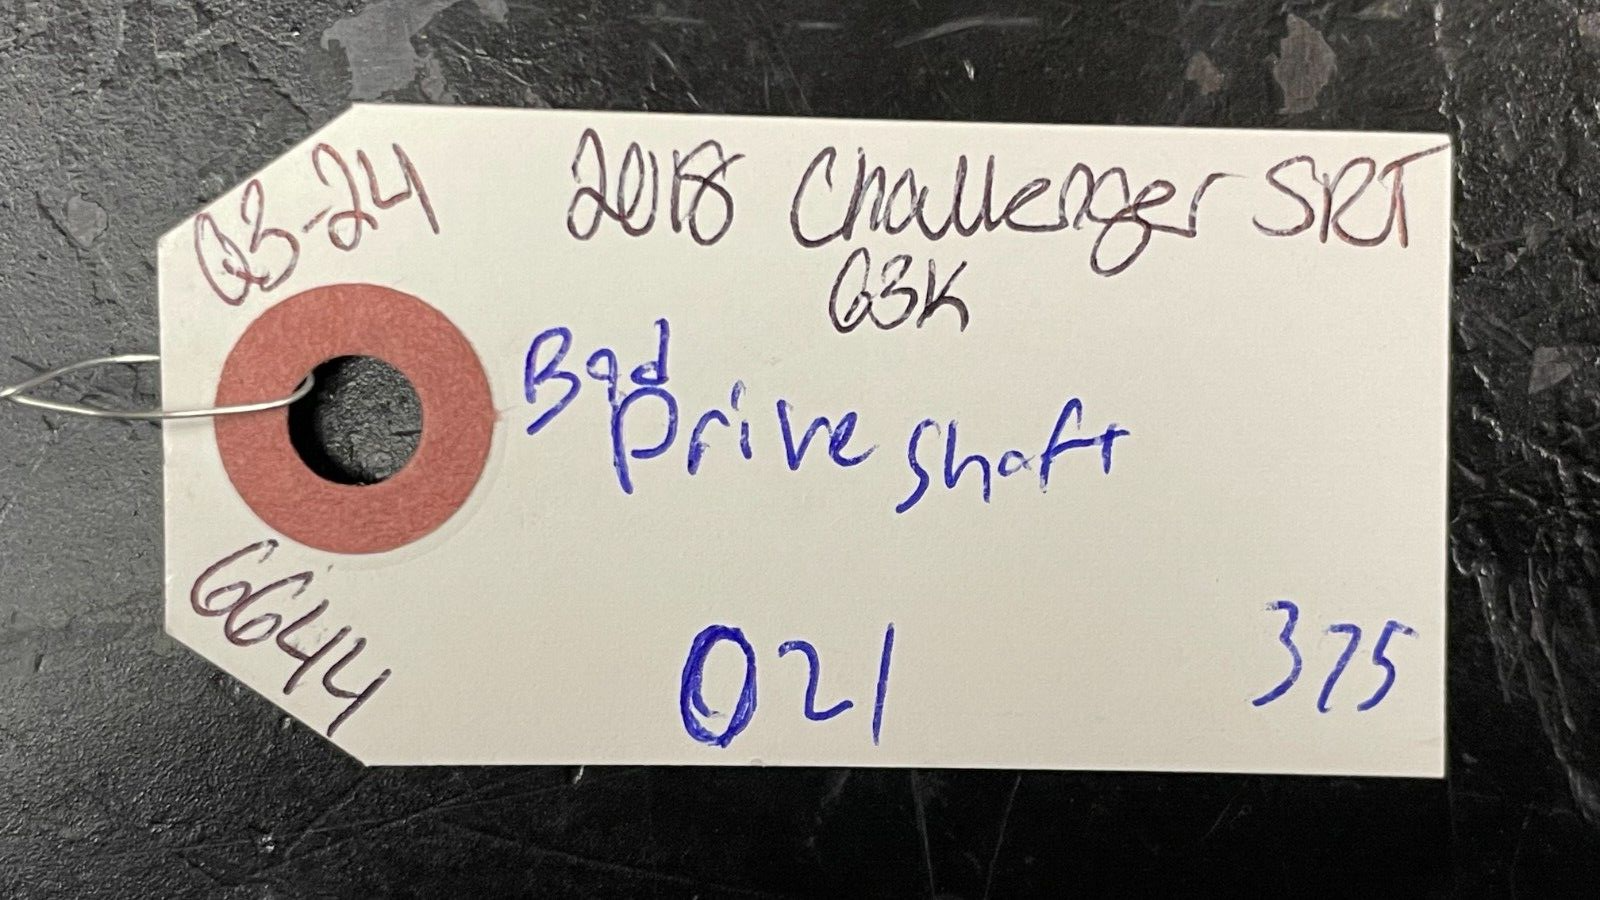 03-24
2018 Challenger SRT
63K
Bad
Drive shaft
6644
021
375